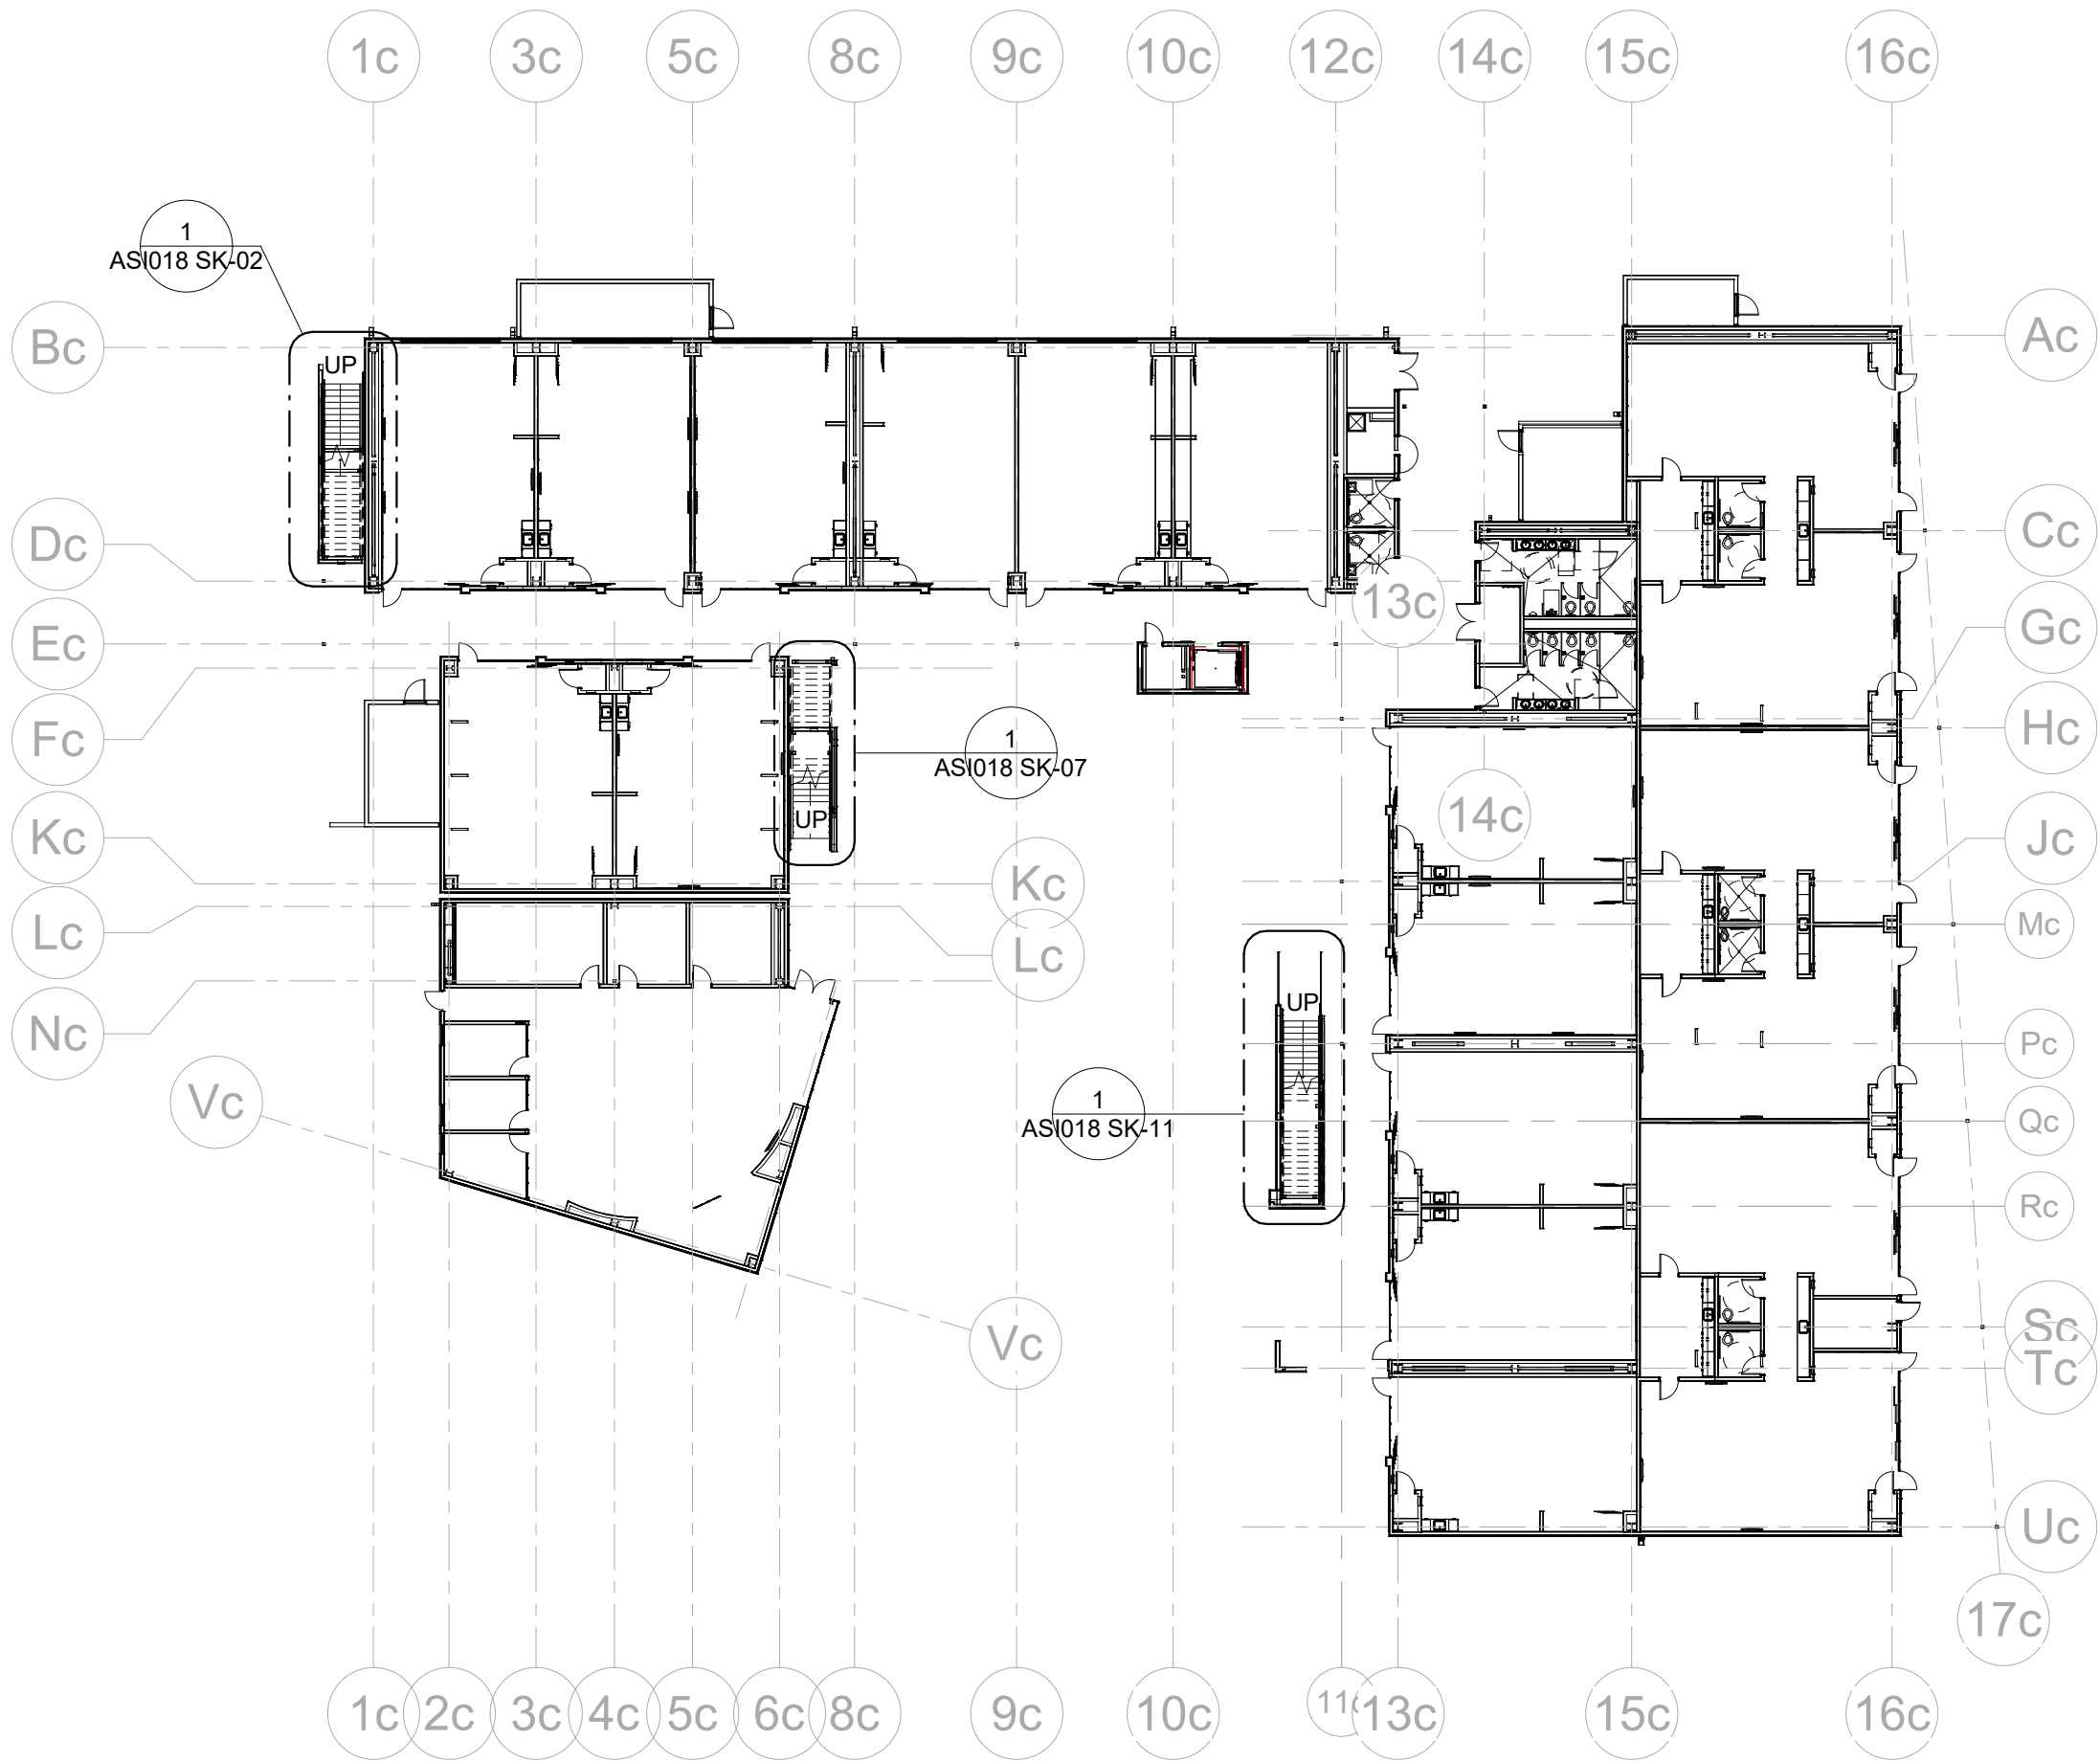 1c 3c 5c 8c 9c 10c 12c 14c 15c 16c
1
ASI018 SK-02
Bc
UP
Ac
Dc
Cc
13c
Ec
Gc
Fc
1
ASI018 SK-07
Hc
UP
14c
Kc
Jc
Kc
Lc
Mc
Lc
UP
Nc
Pc
Vc
1
ASI018 SK-11
Qc
Rc
Vc
Sc
Tc
Uc
17c
1c 2c 3c 4c 5c 6c 8c 9c 10c 11c 13c 15c 16c